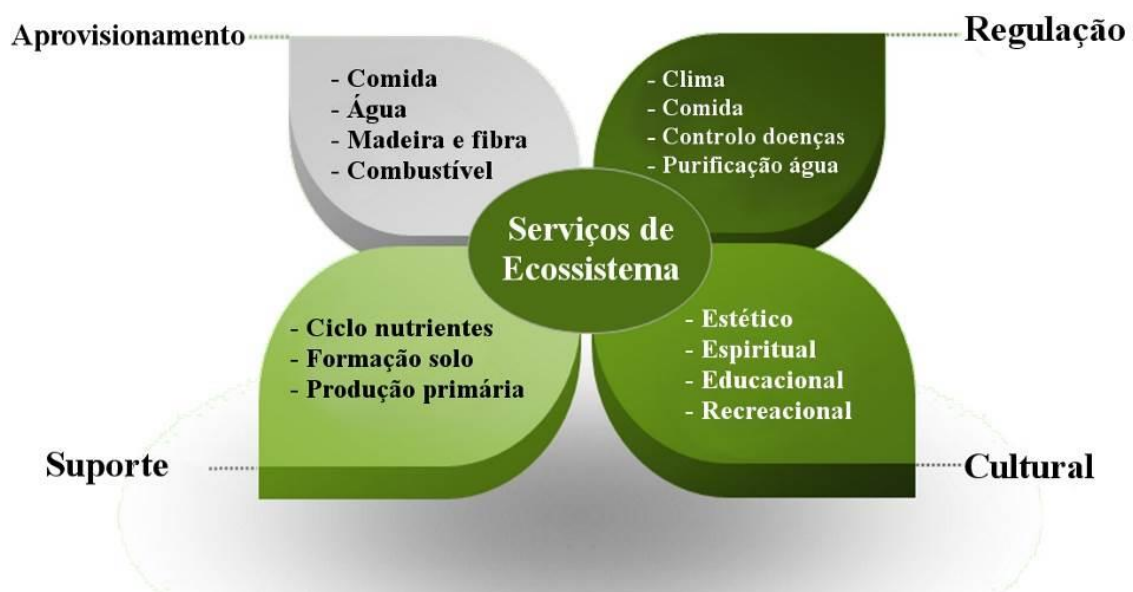 Aprovisionamento
- Comida
- Água
- Madeira e fibra
- Combustível
Regulação
- Clima
- Comida
- Controlo doenças
- Purificação água
Serviços de
Ecossistema
- Ciclo nutrientes
- Formação solo
- Produção primária
Suporte
- Estético
- Espiritual
- Educacional
- Recreacional
Cultural